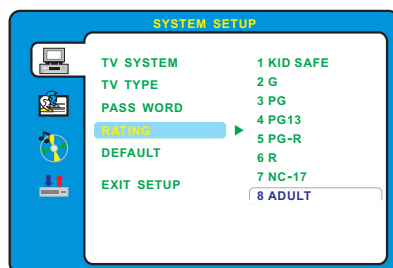 SYSTEM SETUP
TV SYSTEM
TV TYPE
PASS WORD
RATING
DEFAULT
EXIT SETUP
1 KID SAFE
2 G
3 PG
4 PG13
5 PG-R
6 R
7 NC-17
8 ADULT